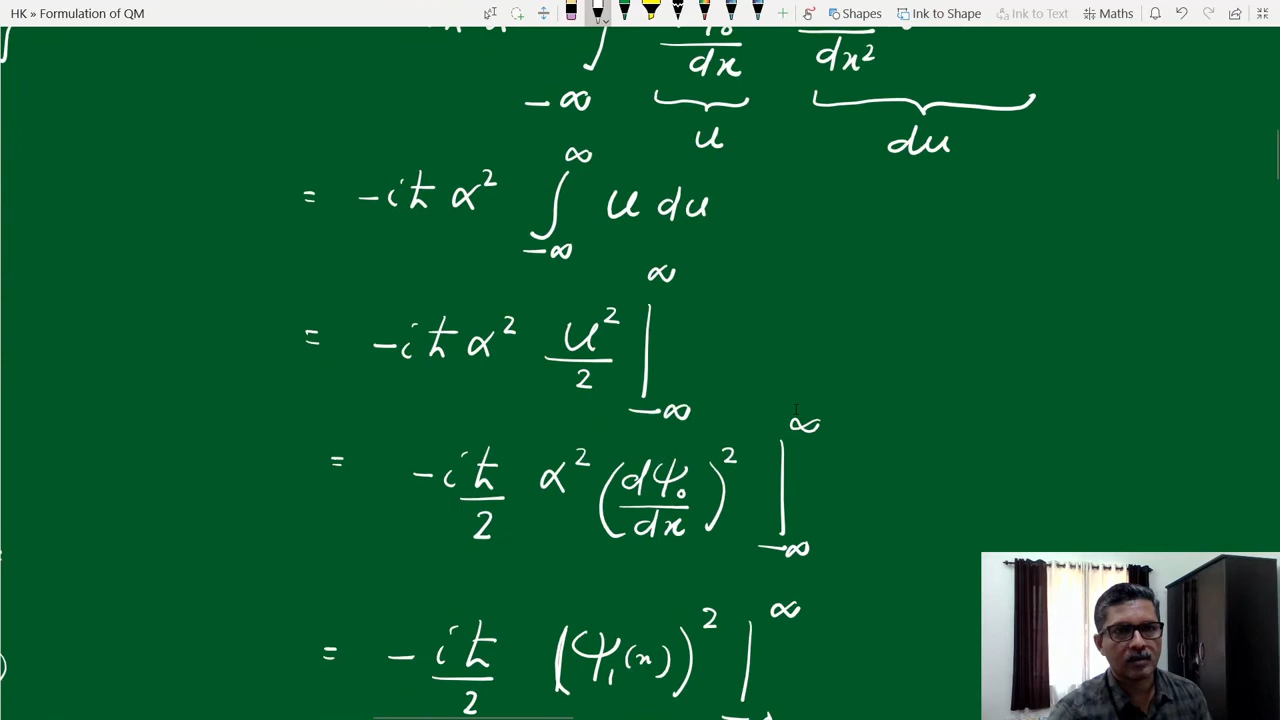 HK » Formulation of QM Shapes Ink to Shape Ink to Text Maths
-∞ dx dx²
u du
= -iħ α² ∫_{-∞}^{∞} u du
= -iħ α² u²/2 |_{-∞}^{∞}
= -iħ/2 α² (dψ₀/dx)² |_{-∞}^{∞}
= -iħ/2 (ψ₁(x))² |^{∞}